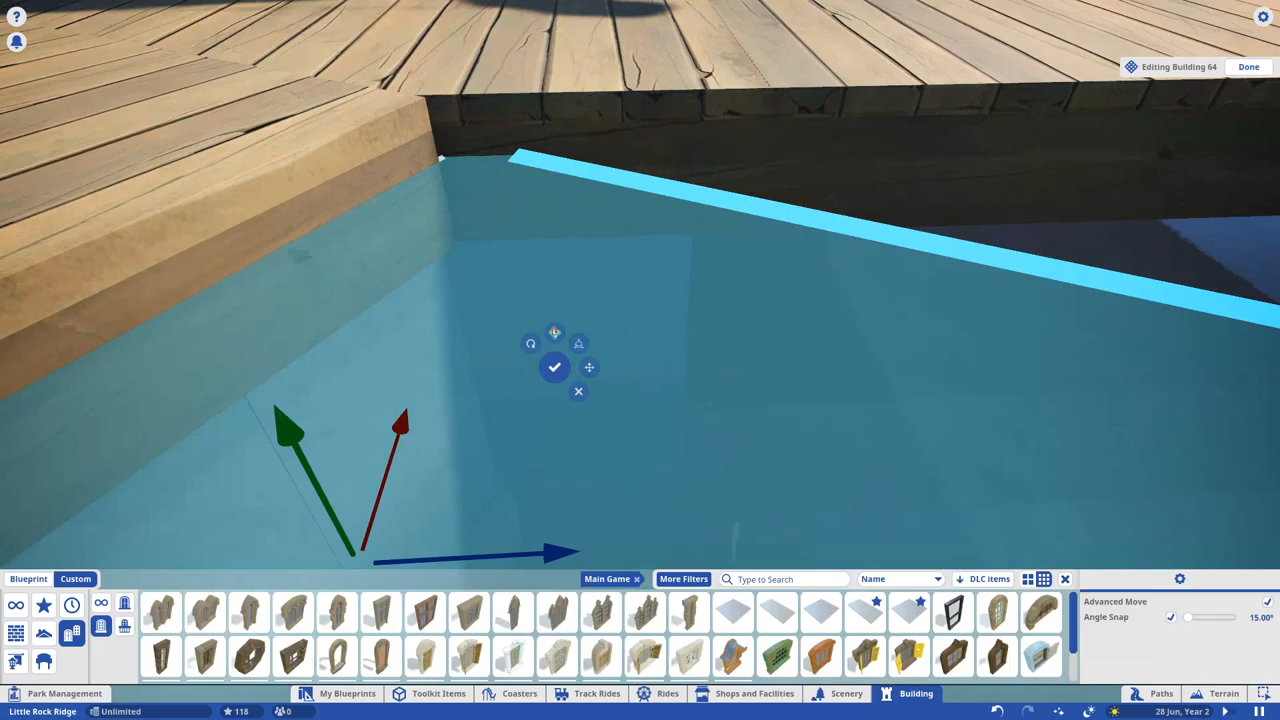 ?
Editing Building 64 Done
Blueprint Custom Main Game × More Filters Type to Search Name DLC items
Advanced Move
Angle Snap 15.00°
Park Management My Blueprints Toolkit Items Coasters Track Rides Rides Shops and Facilities Scenery Building Paths Terrain
Little Rock Ridge Unlimited 118 0 28 Jun, Year 2